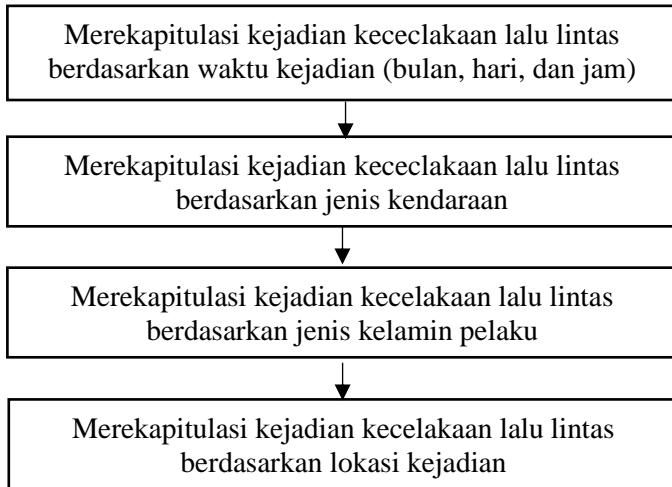 Merekapitulasi kejadian kececlakaan lalu lintas
berdasarkan waktu kejadian (bulan, hari, dan jam)
Merekapitulasi kejadian kececlakaan lalu lintas
berdasarkan jenis kendaraan
Merekapitulasi kejadian kecelakaan lalu lintas
berdasarkan jenis kelamin pelaku
Merekapitulasi kejadian kecelakaan lalu lintas
berdasarkan lokasi kejadian